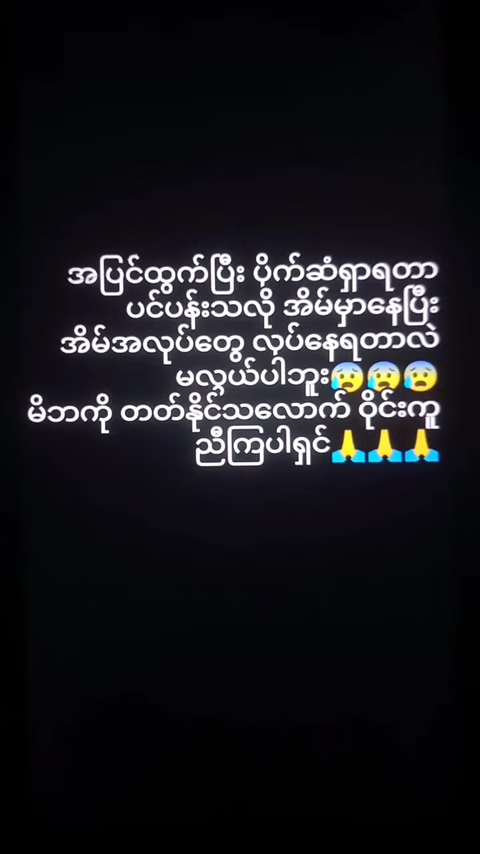 အပြင်ထွက်ပြီး ပိုက်ဆံရှာရတာ
ပင်ပန်းသလို အိမ်မှာနေပြီး
အိမ်အလုပ်တွေ လုပ်နေရတာလဲ
မလွယ်ပါဘူး😰😰😰
မိဘကို တတ်နိုင်သလောက် ဝိုင်းကူ
ညီကြပါရှင်🙏🙏🙏